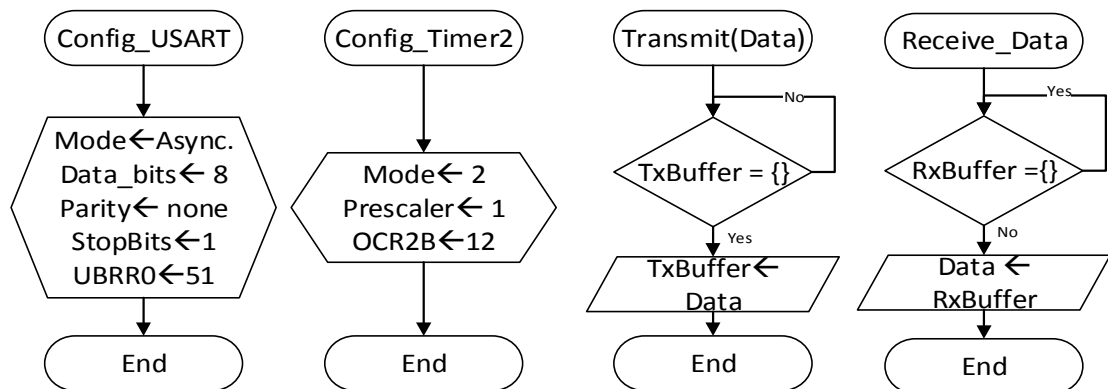 Config_USART
Mode←Async.
Data_bits← 8
Parity← none
StopBits←1
UBRR0←51
End
Config_Timer2
Mode← 2
Prescaler← 1
OCR2B←12
End
Transmit(Data)
No
TxBuffer = {}
Yes
TxBuffer←
Data
End
Receive_Data
Yes
RxBuffer ={}
No
Data ←
RxBuffer
End